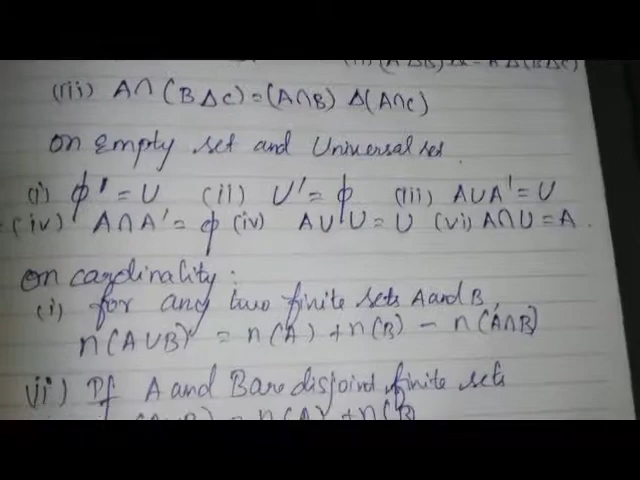 (iii) A∩(BΔC)=(A∩B) Δ(A∩C)
on Empty set and Universal set.
(i) ϕ' = U (ii) U' = ϕ (iii) A∪A' = U
(iv) A∩A' = ϕ (iv) A∪U = U (vi) A∩U = A.
on cardinality:
(i) for any two finite sets A and B,
n(A∪B) = n(A) + n(B) - n(A∩B)
(ii) If A and B are disjoint finite sets
= n(A) + n(B)